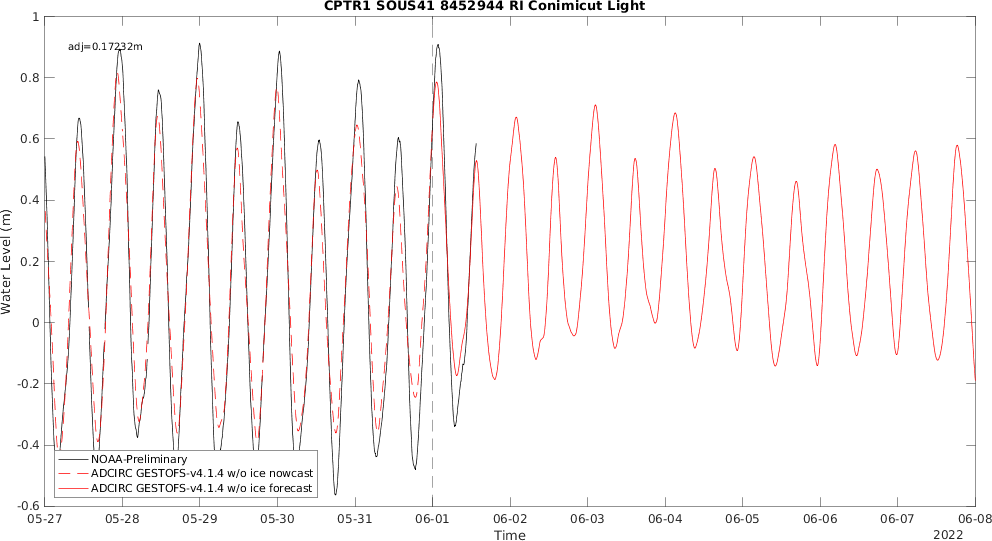 CPTR1 SOUS41 8452944 RI Conimicut Light
adj=0.17232m
Water Level (m)
1
0.8
0.6
0.4
0.2
0
-0.2
-0.4
-0.6
NOAA-Preliminary
ADCIRC GESTOFS-v4.1.4 w/o ice nowcast
ADCIRC GESTOFS-v4.1.4 w/o ice forecast
05-27 05-28 05-29 05-30 05-31 06-01 06-02 06-03 06-04 06-05 06-06 06-07 06-08
Time
2022